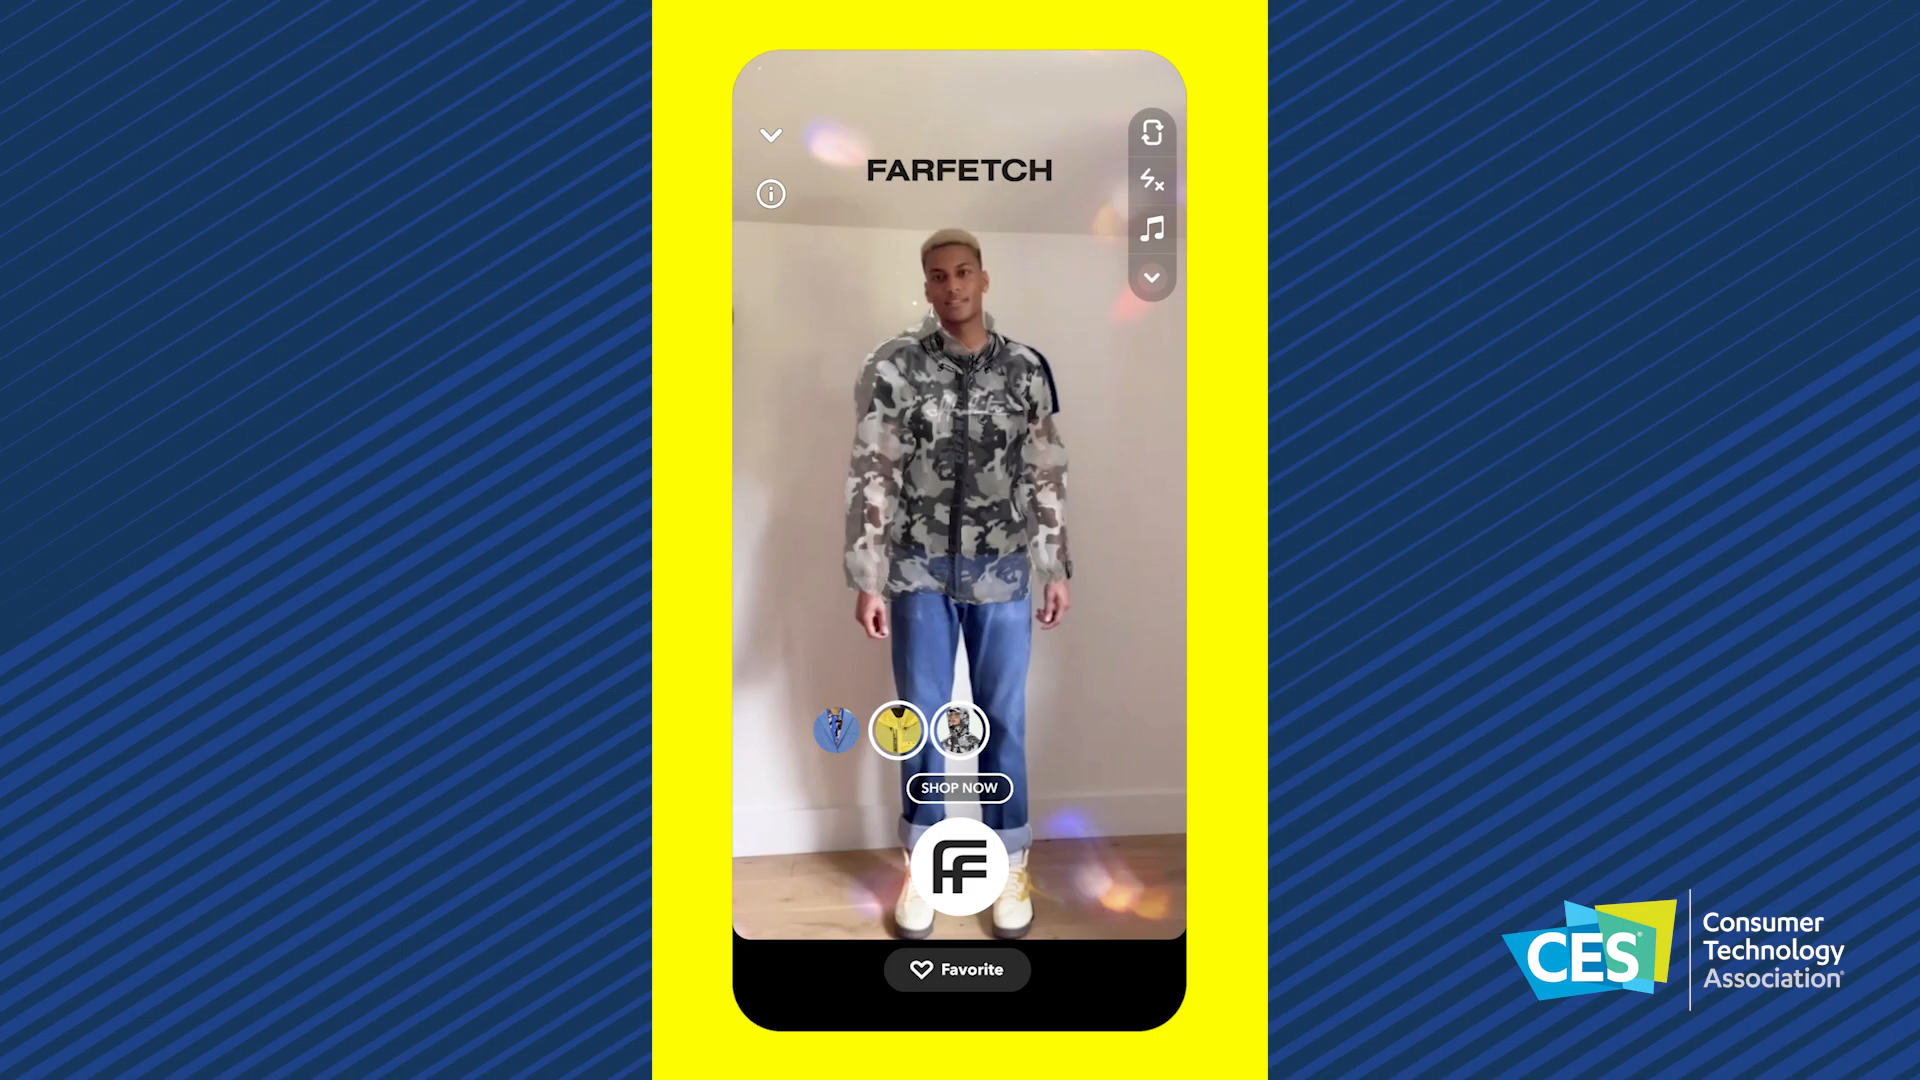 FARFETCH
SHOP NOW
Favorite
CES
Consumer
Technology
Association